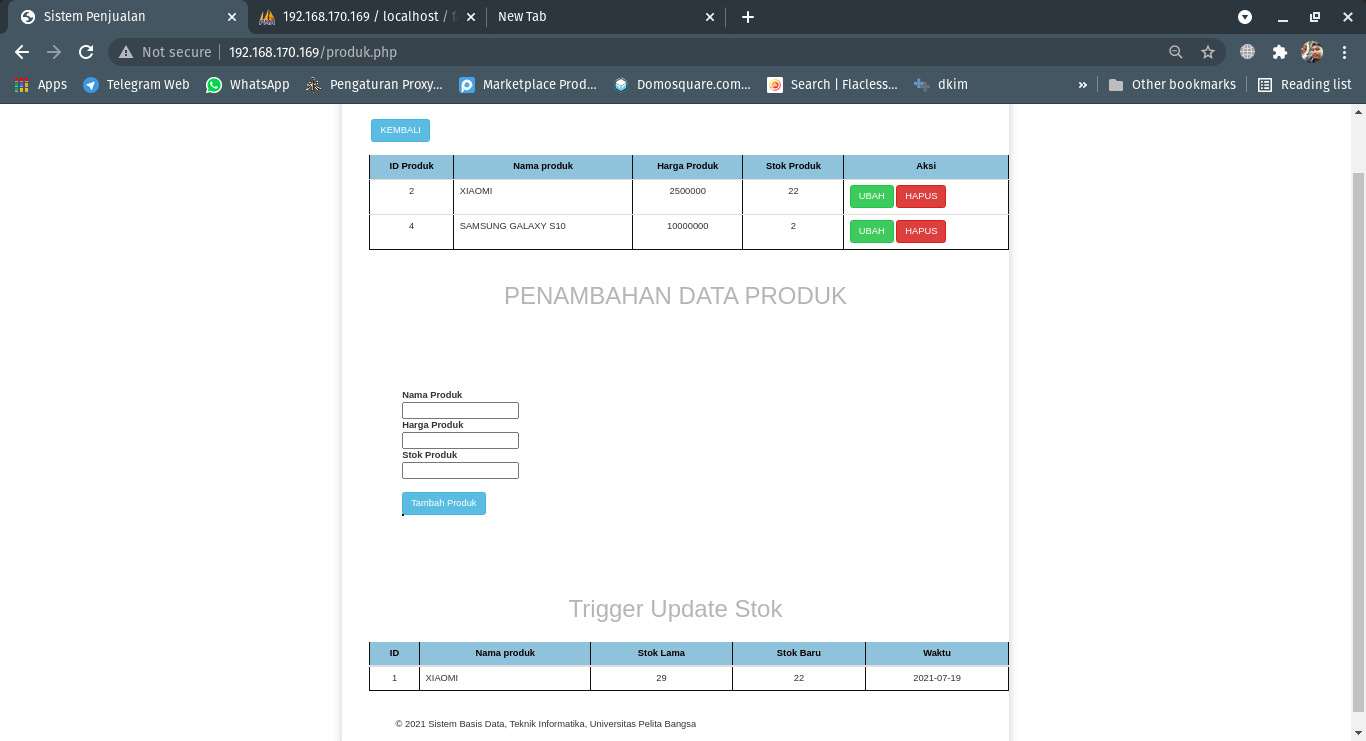 Sistem Penjualan
192.168.170.169 / localhost /
New Tab
Not secure 192.168.170.169/produk.php
Apps Telegram Web WhatsApp Pengaturan Proxy... Marketplace Prod... Domosquare.com... Search | Flacless... dkim » Other bookmarks Reading list
KEMBALI
ID Produk Nama produk Harga Produk Stok Produk Aksi
2 XIAOMI 2500000 22 UBAH HAPUS
4 SAMSUNG GALAXY S10 10000000 2 UBAH HAPUS
PENAMBAHAN DATA PRODUK
Nama Produk
Harga Produk
Stok Produk
Tambah Produk
Trigger Update Stok
ID Nama produk Stok Lama Stok Baru Waktu
1 XIAOMI 29 22 2021-07-19
© 2021 Sistem Basis Data, Teknik Informatika, Universitas Pelita Bangsa